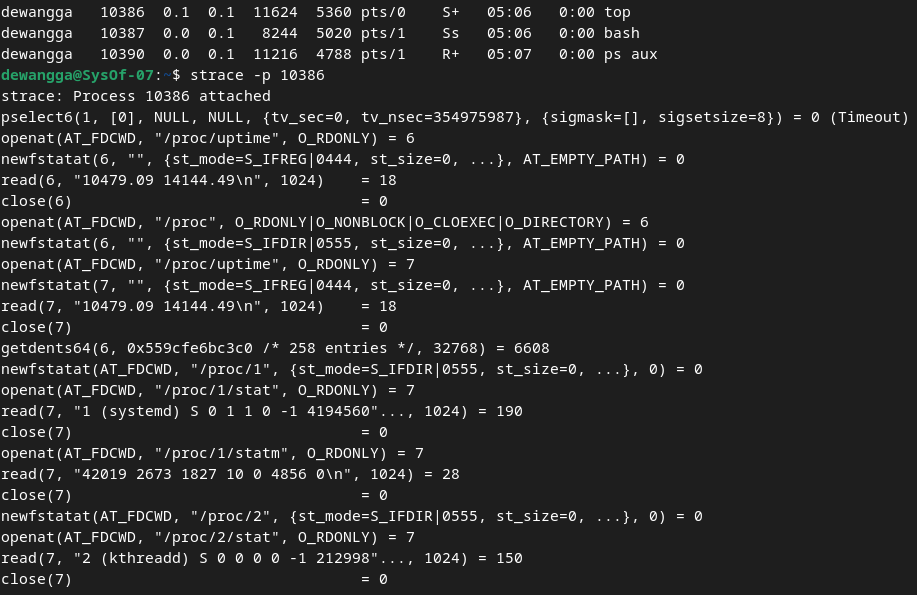 dewangga   10386  0.1  0.1  11624  5360 pts/0    S+   05:06   0:00 top
dewangga   10387  0.0  0.1   8244  5020 pts/1    Ss   05:06   0:00 bash
dewangga   10390  0.0  0.1  11216  4788 pts/1    R+   05:07   0:00 ps aux
dewangga@SysOf-07:~$ strace -p 10386
strace: Process 10386 attached
pselect6(1, [0], NULL, NULL, {tv_sec=0, tv_nsec=354975987}, {sigmask=[], sigsetsize=8}) = 0 (Timeout)
openat(AT_FDCWD, "/proc/uptime", O_RDONLY) = 6
newfstatat(6, "", {st_mode=S_IFREG|0444, st_size=0, ...}, AT_EMPTY_PATH) = 0
read(6, "10479.09 14144.49\n", 1024)    = 18
close(6)                                = 0
openat(AT_FDCWD, "/proc", O_RDONLY|O_NONBLOCK|O_CLOEXEC|O_DIRECTORY) = 6
newfstatat(6, "", {st_mode=S_IFDIR|0555, st_size=0, ...}, AT_EMPTY_PATH) = 0
openat(AT_FDCWD, "/proc/uptime", O_RDONLY) = 7
newfstatat(7, "", {st_mode=S_IFREG|0444, st_size=0, ...}, AT_EMPTY_PATH) = 0
read(7, "10479.09 14144.49\n", 1024)    = 18
close(7)                                = 0
getdents64(6, 0x559cfe6bc3c0 /* 258 entries */, 32768) = 6608
newfstatat(AT_FDCWD, "/proc/1", {st_mode=S_IFDIR|0555, st_size=0, ...}, 0) = 0
openat(AT_FDCWD, "/proc/1/stat", O_RDONLY) = 7
read(7, "1 (systemd) S 0 1 1 0 -1 4194560"..., 1024) = 190
close(7)                                = 0
openat(AT_FDCWD, "/proc/1/statm", O_RDONLY) = 7
read(7, "42019 2673 1827 10 0 4856 0\n", 1024) = 28
close(7)                                = 0
newfstatat(AT_FDCWD, "/proc/2", {st_mode=S_IFDIR|0555, st_size=0, ...}, 0) = 0
openat(AT_FDCWD, "/proc/2/stat", O_RDONLY) = 7
read(7, "2 (kthreadd) S 0 0 0 0 -1 212998"..., 1024) = 150
close(7)                                = 0